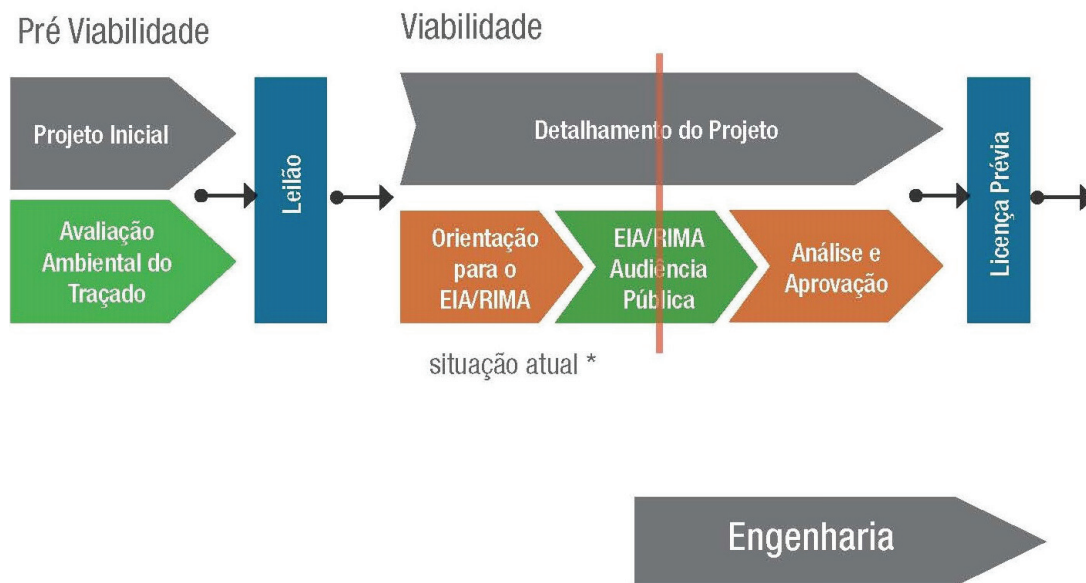 Pré Viabilidade
Viabilidade
Projeto Inicial
Avaliação
Ambiental do
Traçado
Leilão
Detalhamento do Projeto
Orientação
para o
EIA/RIMA
EIA/RIMA
Audiência
Pública
Análise e
Aprovação
Licença Prévia
situação atual *
Engenharia